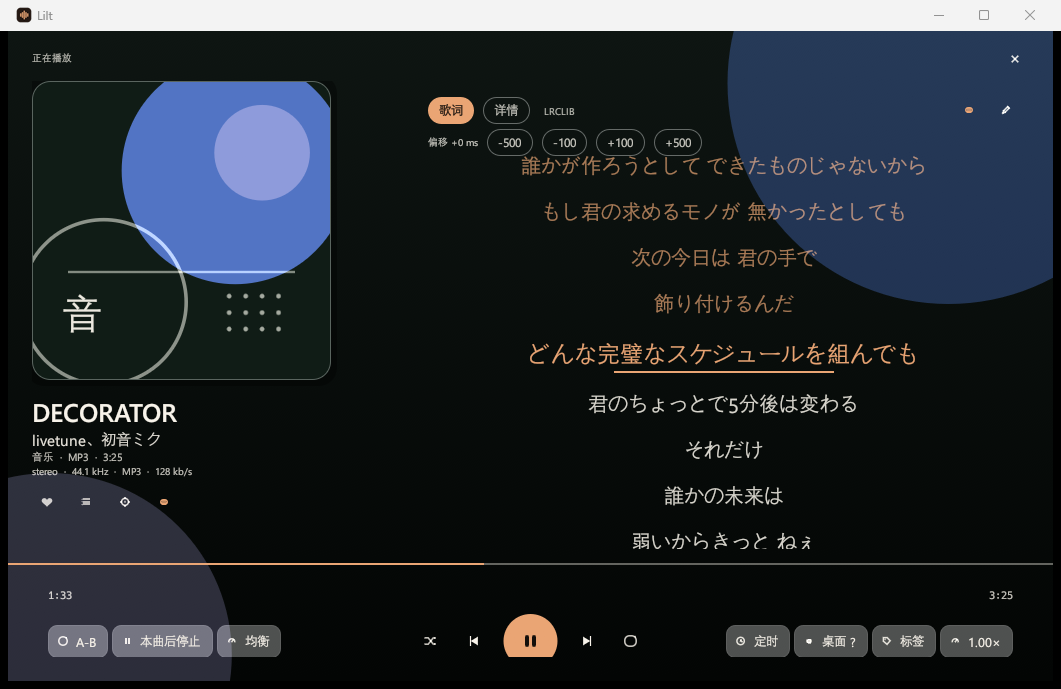 Lilt
正在播放
音
DECORATOR
livetune、初音ミク
音乐 · MP3 · 3:25
stereo · 44.1 kHz · MP3 · 128 kb/s
歌词 详情 LRCLIB
偏移 +0 ms -500 -100 +100 +500
誰かが作ろうとして できたものじゃないから
もし君の求めるモノが 無かったとしても
次の今日は 君の手で
飾り付けるんだ
どんな完璧なスケジュールを組んでも
君のちょっとで5分後は変わる
それだけ
誰かの未来は
弱いからきっと ねぇ
1:33 3:25
A-B 本曲后停止 均衡 定时 桌面 ? 标签 1.00×